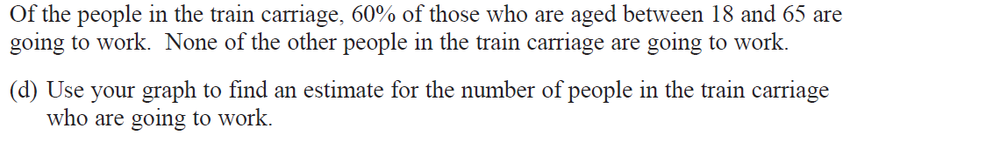 Of the people in the train carriage, 60% of those who are aged between 18 and 65 are
going to work. None of the other people in the train carriage are going to work.
(d) Use your graph to find an estimate for the number of people in the train carriage
who are going to work.